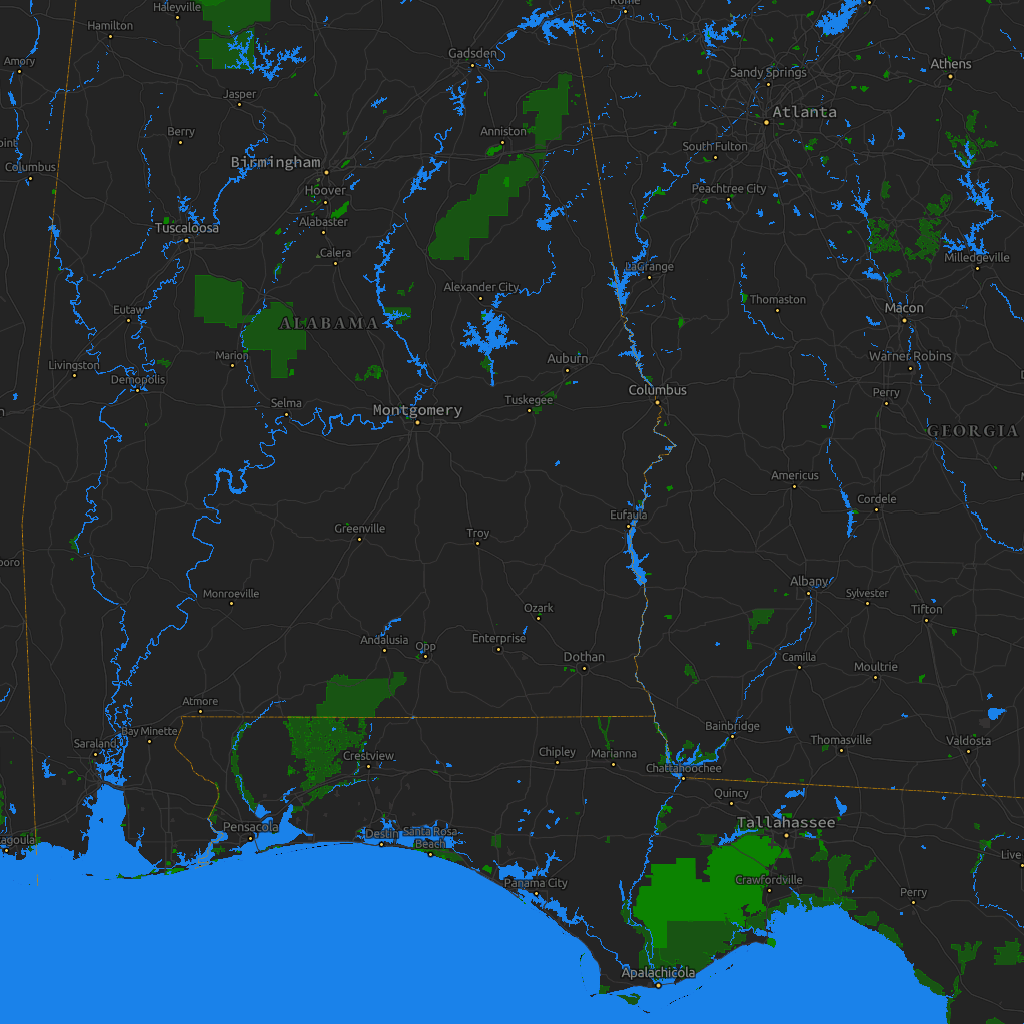 Haleyville
Rome
Hamilton
Gadsden
Amory
Sandy Springs
Athens
Jasper
Atlanta
Berry
Anniston
South Fulton
Birmingham
Columbus
Hoover
Peachtree City
Alabaster
Tuscaloosa
Calera
LaGrange
Milledgeville
Alexander City
Thomaston
Eutaw
ALABAMA
Macon
Marion
Auburn
Warner Robins
Livingston
Demopolis
Columbus
Perry
Selma
Montgomery
Tuskegee
GEORGIA
Americus
Cordele
Eufaula
Greenville
Troy
Albany
Monroeville
Sylvester
Ozark
Tifton
Andalusia
Opp
Enterprise
Dothan
Camilla
Moultrie
Atmore
Bay Minette
Bainbridge
Saraland
Crestview
Chipley
Marianna
Thomasville
Valdosta
Chattahoochee
Quincy
Pensacola
Destin
Santa Rosa
Beach
Tallahassee
agoula
Live
Panama City
Crawfordville
Perry
Apalachicola